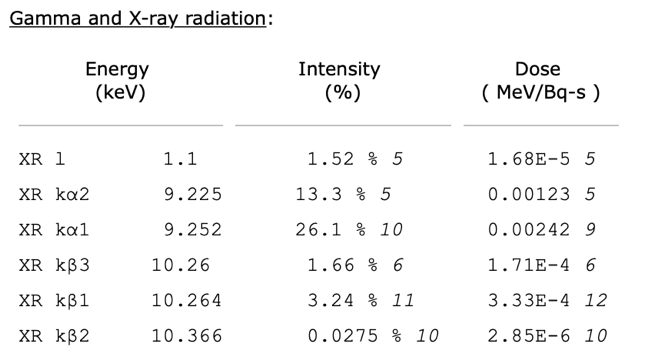 Gamma and X-ray radiation:
Energy (keV) Intensity (%) Dose ( MeV/Bq-s )
XR l 1.1 1.52 % 5 1.68E-5 5
XR kα2 9.225 13.3 % 5 0.00123 5
XR kα1 9.252 26.1 % 10 0.00242 9
XR kβ3 10.26 1.66 % 6 1.71E-4 6
XR kβ1 10.264 3.24 % 11 3.33E-4 12
XR kβ2 10.366 0.0275 % 10 2.85E-6 10